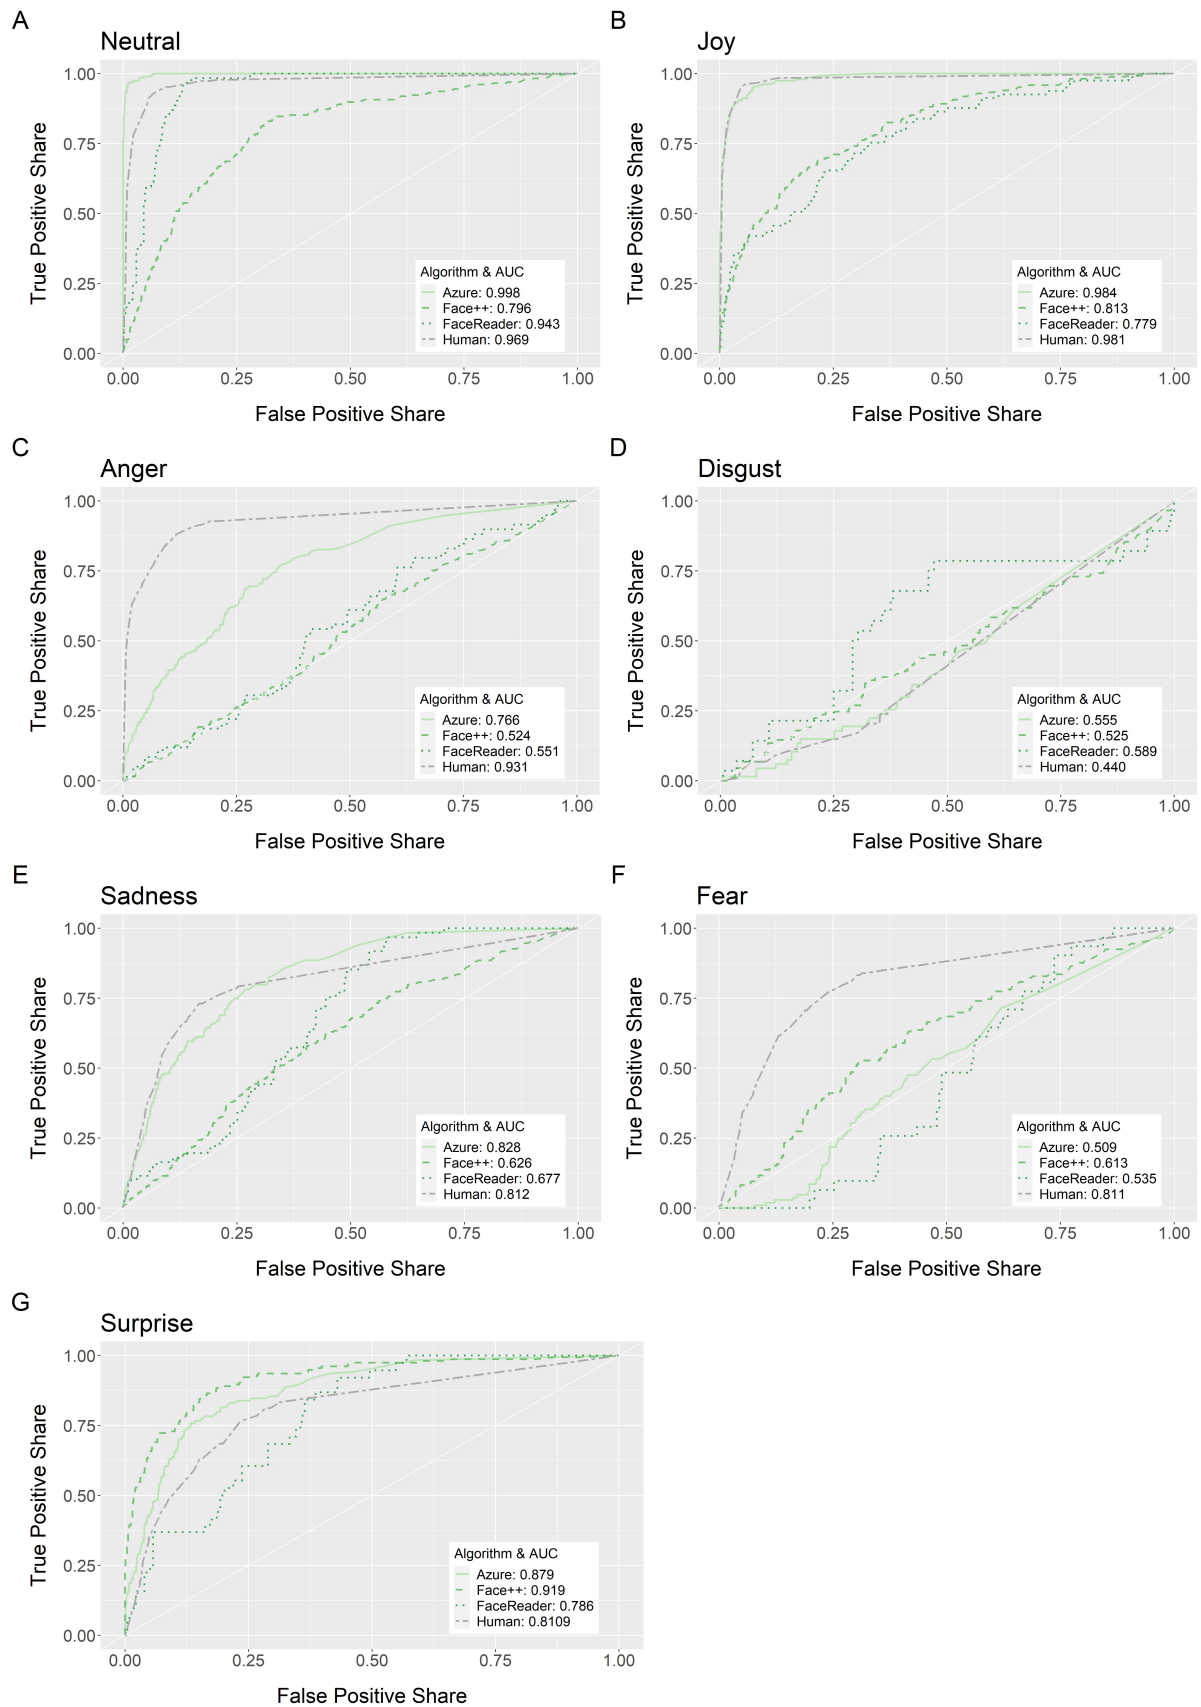 A
Neutral
True Positive Share
1.00
0.75
0.50
0.25
0.00
Algorithm & AUC
Azure: 0.998
Face++: 0.796
FaceReader: 0.943
Human: 0.969
0.00 0.25 0.50 0.75 1.00
False Positive Share
B
Joy
True Positive Share
1.00
0.75
0.50
0.25
0.00
Algorithm & AUC
Azure: 0.984
Face++: 0.813
FaceReader: 0.779
Human: 0.981
0.00 0.25 0.50 0.75 1.00
False Positive Share
C
Anger
True Positive Share
1.00
0.75
0.50
0.25
0.00
Algorithm & AUC
Azure: 0.766
Face++: 0.524
FaceReader: 0.551
Human: 0.931
0.00 0.25 0.50 0.75 1.00
False Positive Share
D
Disgust
True Positive Share
1.00
0.75
0.50
0.25
0.00
Algorithm & AUC
Azure: 0.555
Face++: 0.525
FaceReader: 0.589
Human: 0.440
0.00 0.25 0.50 0.75 1.00
False Positive Share
E
Sadness
True Positive Share
1.00
0.75
0.50
0.25
0.00
Algorithm & AUC
Azure: 0.828
Face++: 0.626
FaceReader: 0.677
Human: 0.812
0.00 0.25 0.50 0.75 1.00
False Positive Share
F
Fear
True Positive Share
1.00
0.75
0.50
0.25
0.00
Algorithm & AUC
Azure: 0.509
Face++: 0.613
FaceReader: 0.535
Human: 0.811
0.00 0.25 0.50 0.75 1.00
False Positive Share
G
Surprise
True Positive Share
1.00
0.75
0.50
0.25
0.00
Algorithm & AUC
Azure: 0.879
Face++: 0.919
FaceReader: 0.786
Human: 0.8109
0.00 0.25 0.50 0.75 1.00
False Positive Share